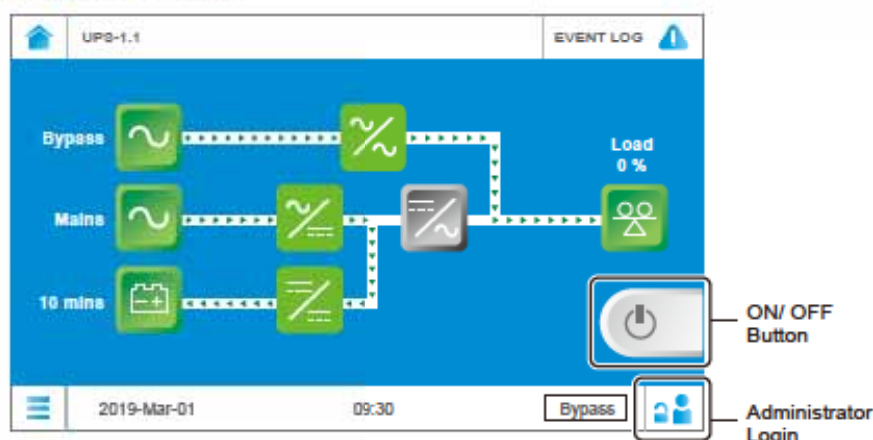 UPS-1.1
EVENT LOG
Bypass
Load
0 %
Mains
10 mins
ON/ OFF
Button
2019-Mar-01
09:30
Bypass
Administrator
Login